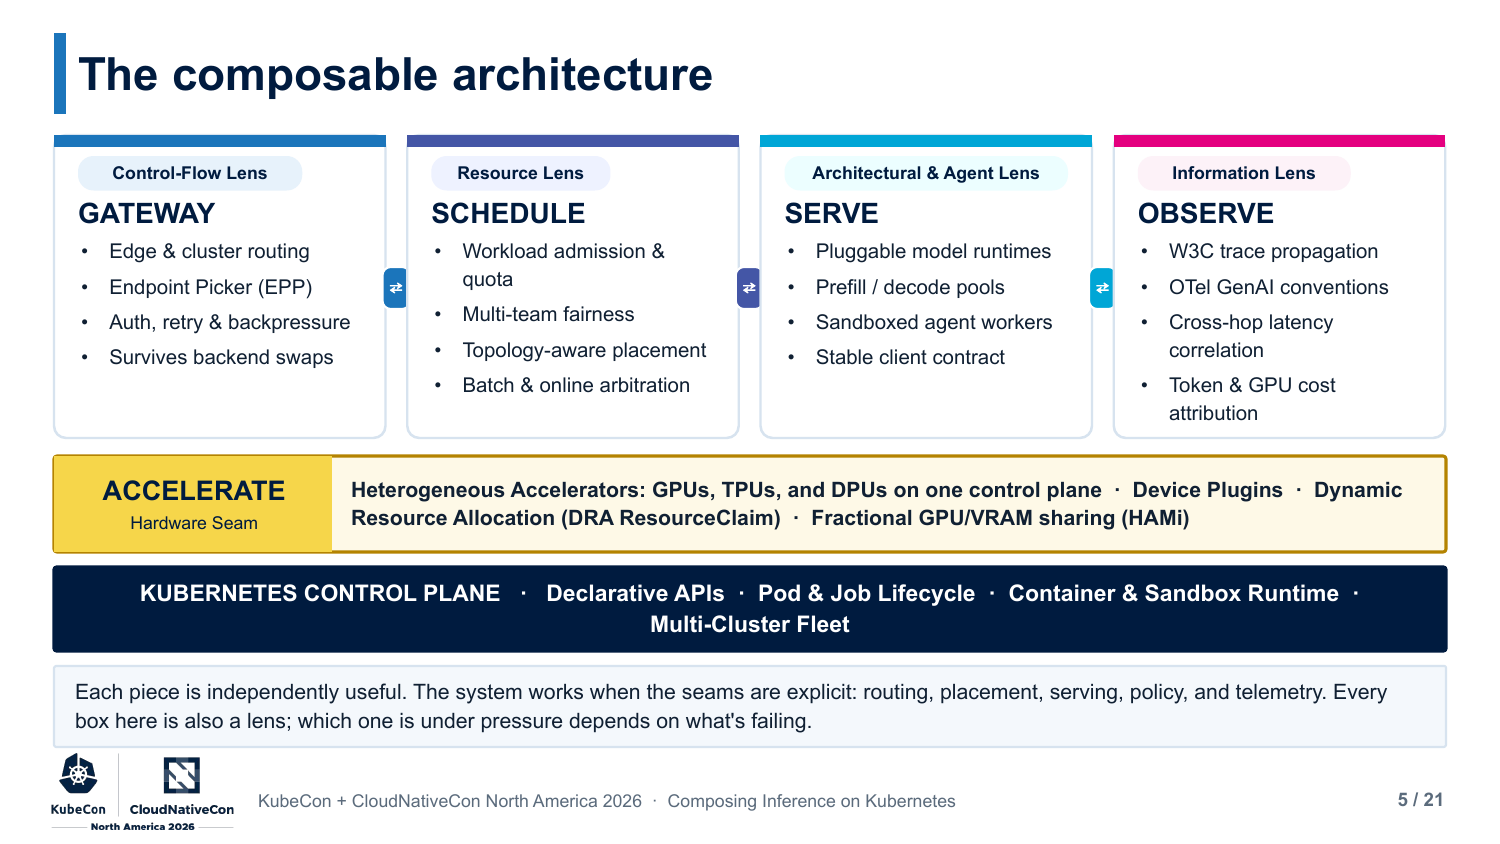 The composable architecture
Control-Flow Lens
GATEWAY
• Edge & cluster routing
• Endpoint Picker (EPP)
• Auth, retry & backpressure
• Survives backend swaps
Resource Lens
SCHEDULE
• Workload admission &
quota
• Multi-team fairness
• Topology-aware placement
• Batch & online arbitration
Architectural & Agent Lens
SERVE
• Pluggable model runtimes
• Prefill / decode pools
• Sandboxed agent workers
• Stable client contract
Information Lens
OBSERVE
• W3C trace propagation
• OTel GenAI conventions
• Cross-hop latency
correlation
• Token & GPU cost
attribution
ACCELERATE
Hardware Seam
Heterogeneous Accelerators: GPUs, TPUs, and DPUs on one control plane · Device Plugins · Dynamic
Resource Allocation (DRA ResourceClaim) · Fractional GPU/VRAM sharing (HAMi)
KUBERNETES CONTROL PLANE · Declarative APIs · Pod & Job Lifecycle · Container & Sandbox Runtime ·
Multi-Cluster Fleet
Each piece is independently useful. The system works when the seams are explicit: routing, placement, serving, policy, and telemetry. Every
box here is also a lens; which one is under pressure depends on what's failing.
KubeCon
CloudNativeCon
North America 2026
KubeCon + CloudNativeCon North America 2026 · Composing Inference on Kubernetes
5 / 21